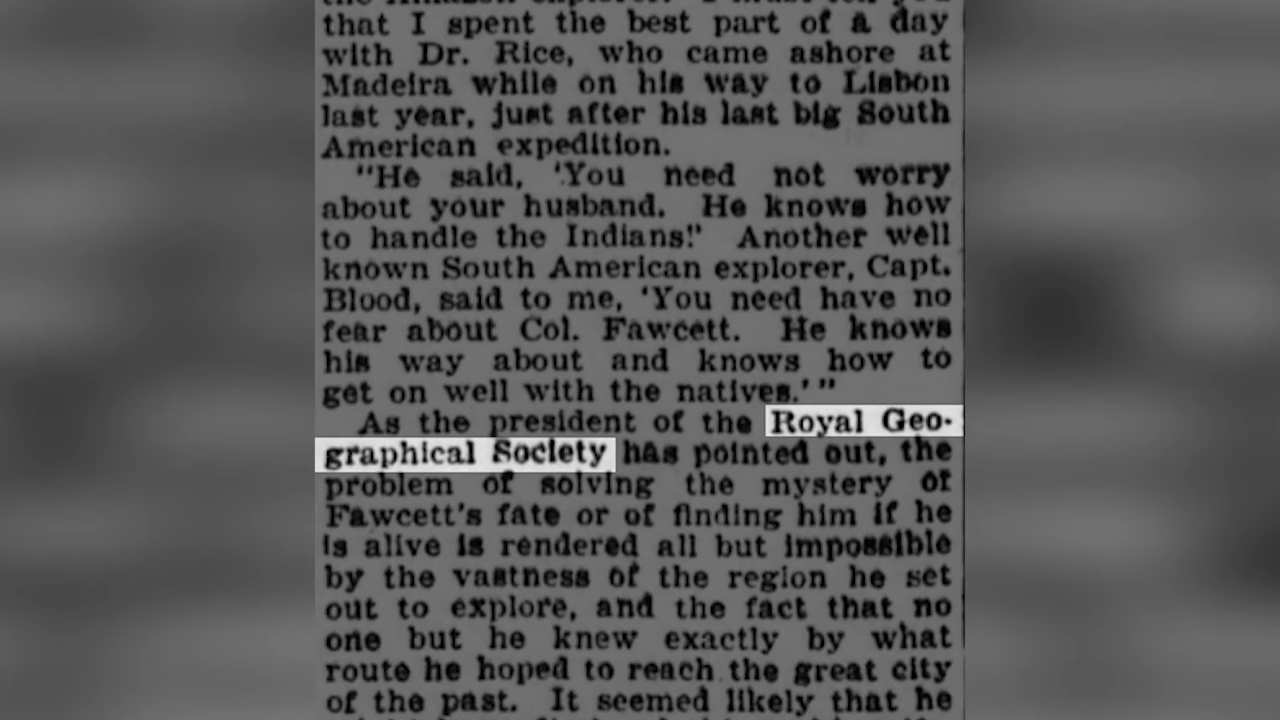 that I spent the best part of a day
with Dr. Rice, who came ashore at
Madeira while on his way to Lisbon
last year, just after his last big South
American expedition.
"He said, 'You need not worry
about your husband. He knows how
to handle the Indians!' Another well
known South American explorer, Capt.
Blood, said to me, 'You need have no
fear about Col. Fawcett. He knows
his way about and knows how to
get on well with the natives.'"
As the president of the Royal Geo-
graphical Society has pointed out, the
problem of solving the mystery of
Fawcett's fate or of finding him if he
is alive is rendered all but impossible
by the vastness of the region he set
out to explore, and the fact that no
one but he knew exactly by what
route he hoped to reach the great city
of the past. It seemed likely that he